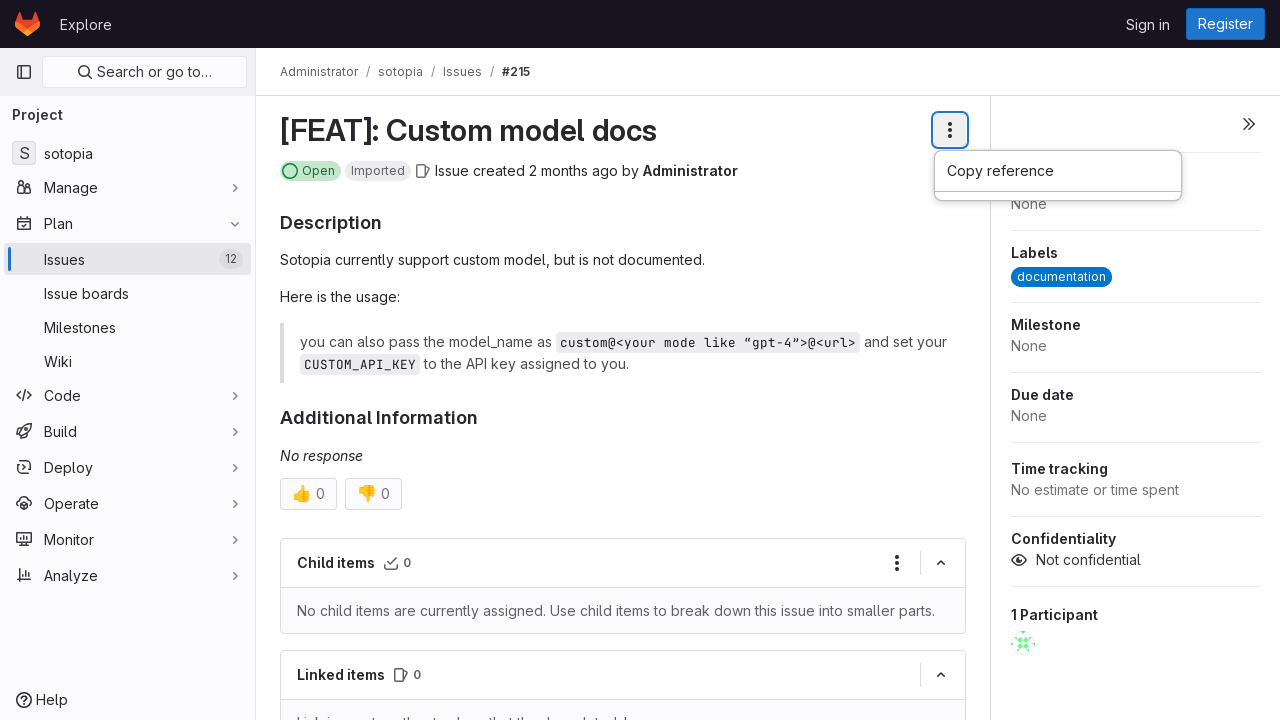 Explore
Sign in
Register
Search or go to…
Administrator / sotopia / Issues / #215
Project
S sotopia
Manage
Plan
Issues 12
Issue boards
Milestones
Wiki
Code
Build
Deploy
Operate
Monitor
Analyze
Help
[FEAT]: Custom model docs
Open Imported Issue created 2 months ago by Administrator
Copy reference
Description
Sotopia currently support custom model, but is not documented.
Here is the usage:
you can also pass the model_name as custom@<your mode like “gpt-4”>@<url> and set your
CUSTOM_API_KEY to the API key assigned to you.
Additional Information
No response
👍 0 👎 0
Child items 0
No child items are currently assigned. Use child items to break down this issue into smaller parts.
Linked items 0
None
Labels
documentation
Milestone
None
Due date
None
Time tracking
No estimate or time spent
Confidentiality
Not confidential
1 Participant